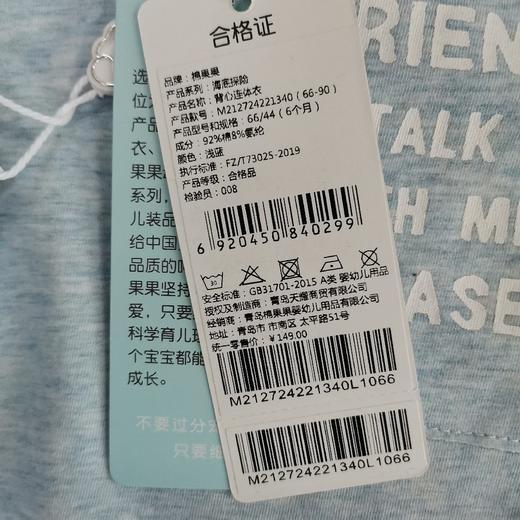 合格证
品牌：棉果果
产品系列：海底探险
产品名称：背心连体衣
产品款号：M212724221340 (66-90)
产品型号和规格：66/44 (6个月)
成分：92%棉8%氨纶
颜色：浅蓝
执行标准：FZ/T73025-2019
产品等级：合格品
检验员：008
6 920450 840299
30
安全标准：GB31701-2015 A类 婴幼儿用品
授权及制造商：青岛天雅商贸有限公司
经销商：青岛棉果果婴幼儿用品有限公司
地址：青岛市 市南区 太平路51号
统一零售价：￥149.00
M212724221340L1066
M212724221340L1066
选
位
产品
衣、
果果
系列，
儿装品
给中国
品质的
果果坚持
爱，只要
科学育儿
个宝宝都能
成长。
不要过分
只要给
RIEN
TALK
H M
ASE